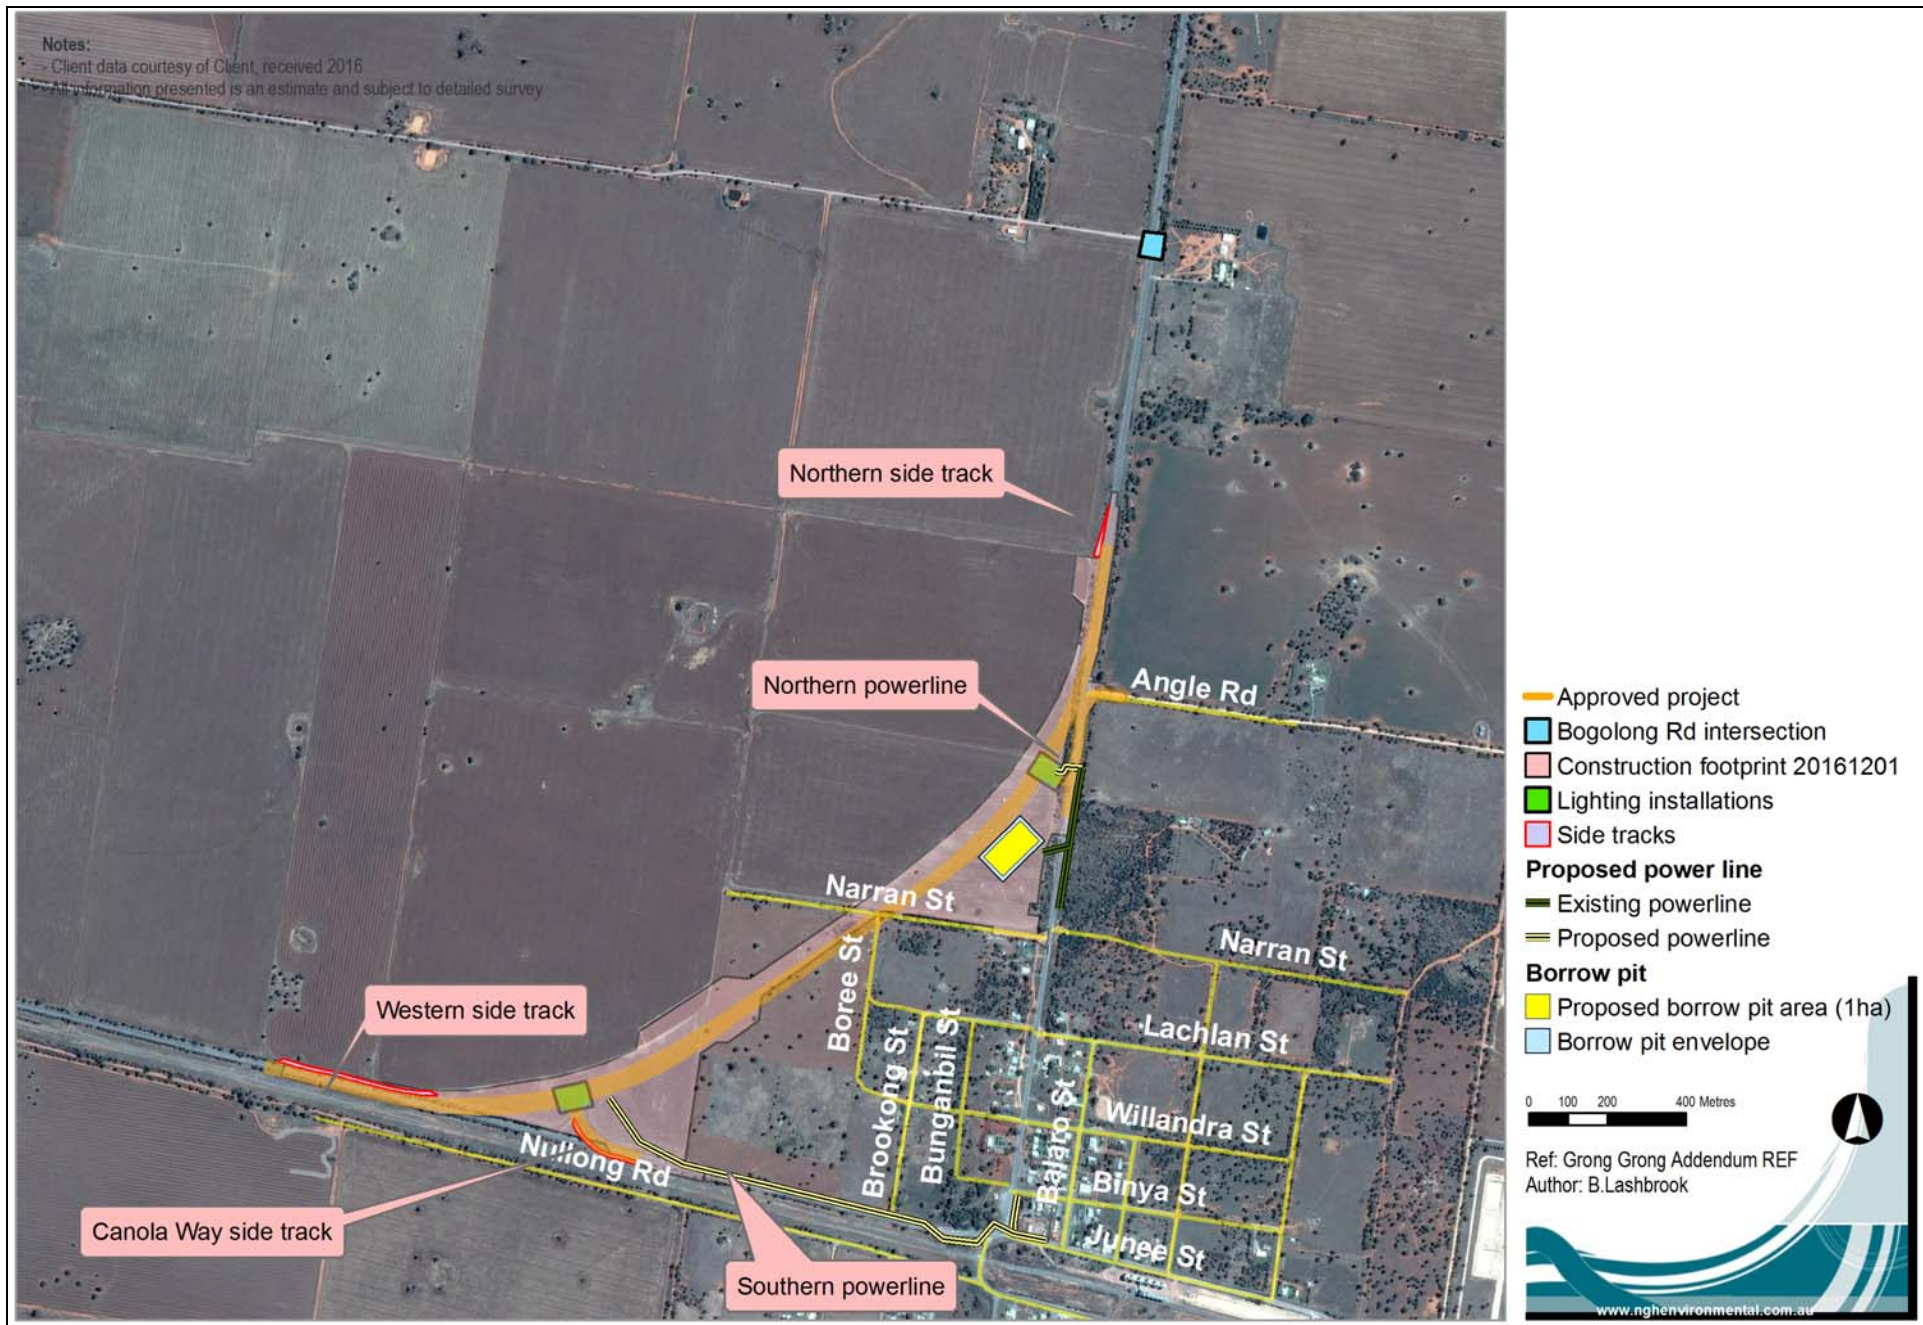 Notes:
- Client data courtesy of Client, received 2016
- All information presented is an estimate and subject to detailed survey
Northern side track
Northern powerline
Angle Rd
Narran St
Narran St
Boree St
Western side track
Lachlan St
Brookong St
Bunganbil St
Balaro St
Willandra St
Nullong Rd
Binya St
Canola Way side track
Junee St
Southern powerline
Approved project
Bogolong Rd intersection
Construction footprint 20161201
Lighting installations
Side tracks
Proposed power line
Existing powerline
Proposed powerline
Borrow pit
Proposed borrow pit area (1ha)
Borrow pit envelope
0 100 200 400 Metres
Ref: Grong Grong Addendum REF
Author: B.Lashbrook
www.nghenvironmental.com.au